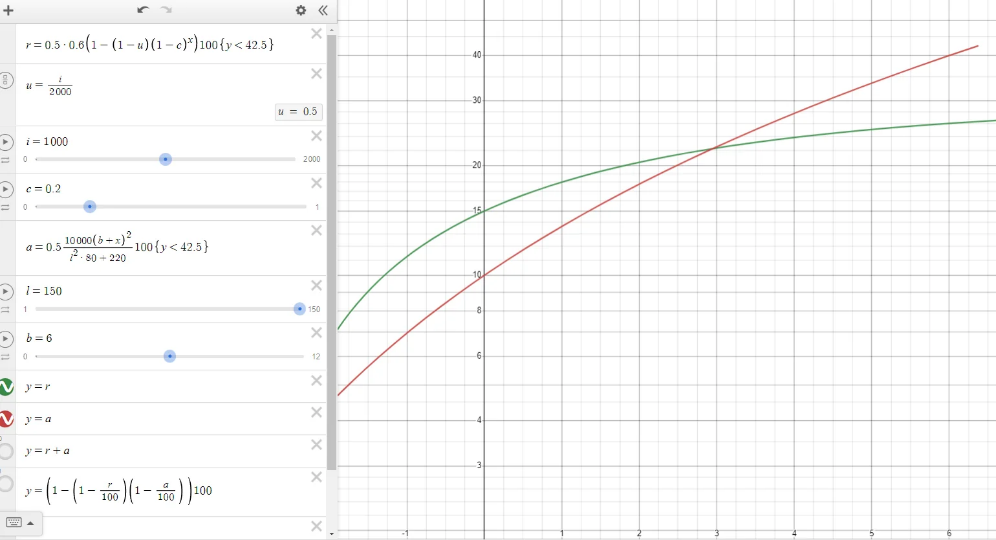 r = 0.5 · 0.6(1 − (1 − u)(1 − c)^x)100{y < 42.5}
u = i/2000
u = 0.5
i = 1000
0 2000
c = 0.2
0 1
a = 0.5 10000(b + x)^2/(l^2 · 80 + 220) 100{y < 42.5}
l = 150
1 150
b = 6
0 12
y = r
y = a
y = r + a
y = (1 − (1 − r/100)(1 − a/100))100
40
30
20
15
10
8
6
4
3
-1 0 1 2 3 4 5 6